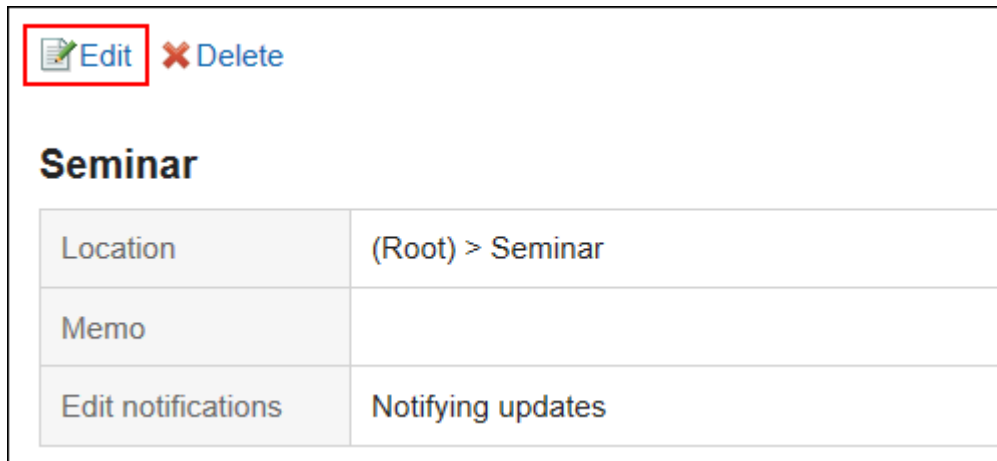 Edit Delete
Seminar
Location (Root) > Seminar
Memo
Edit notifications Notifying updates